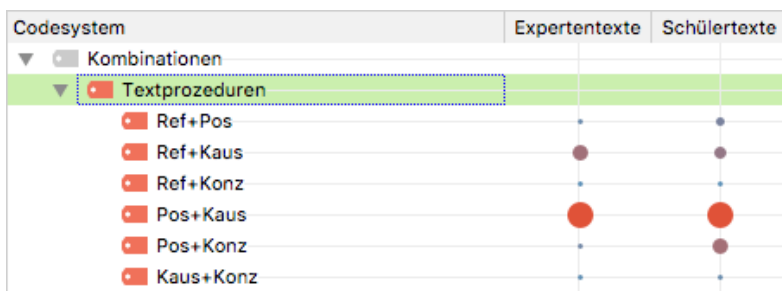 Codesystem Expertentexte Schülertexte
Kombinationen
Textprozeduren
Ref+Pos
Ref+Kaus
Ref+Konz
Pos+Kaus
Pos+Konz
Kaus+Konz